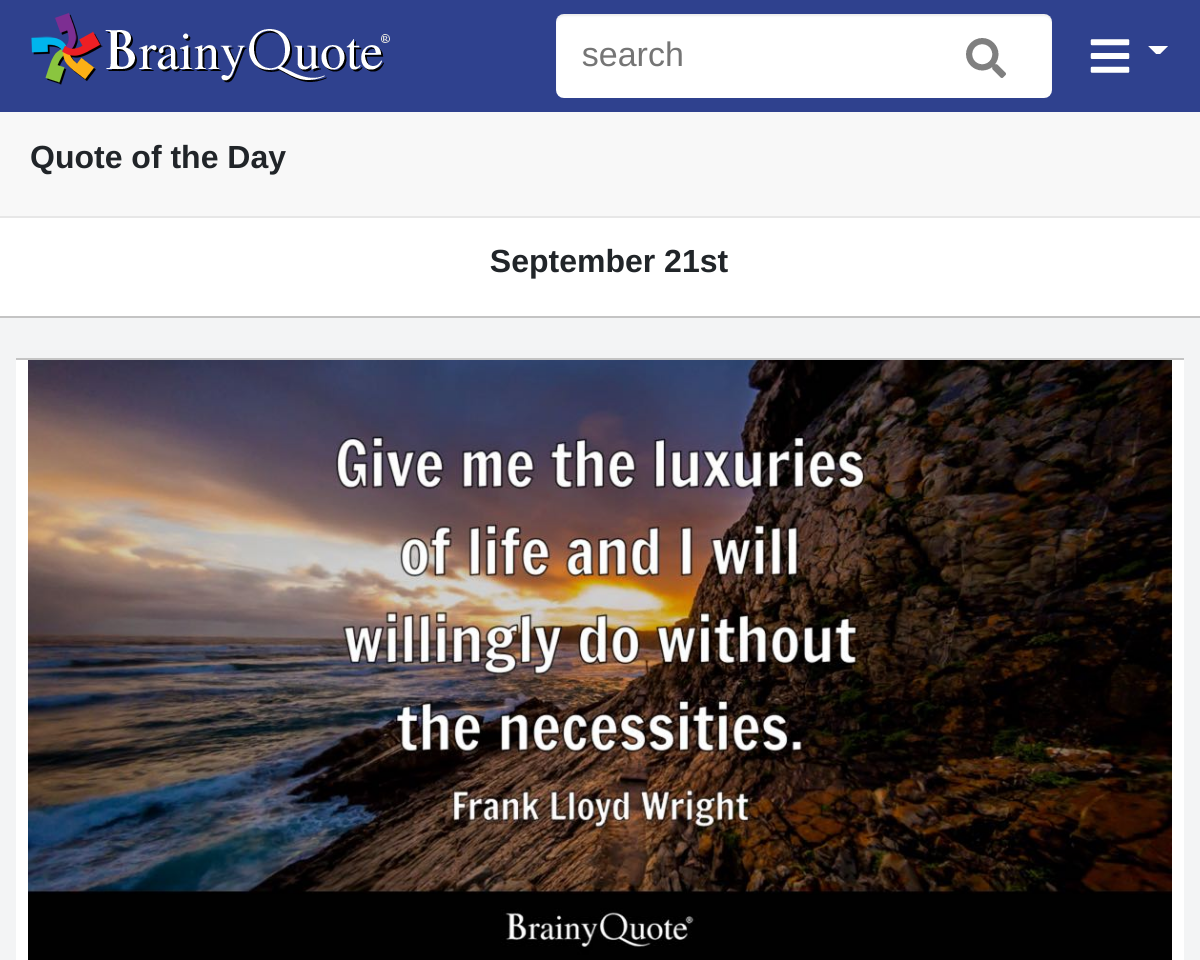 BrainyQuote®
search
Quote of the Day
September 21st
Give me the luxuries
of life and I will
willingly do without
the necessities.
Frank Lloyd Wright
BrainyQuote®